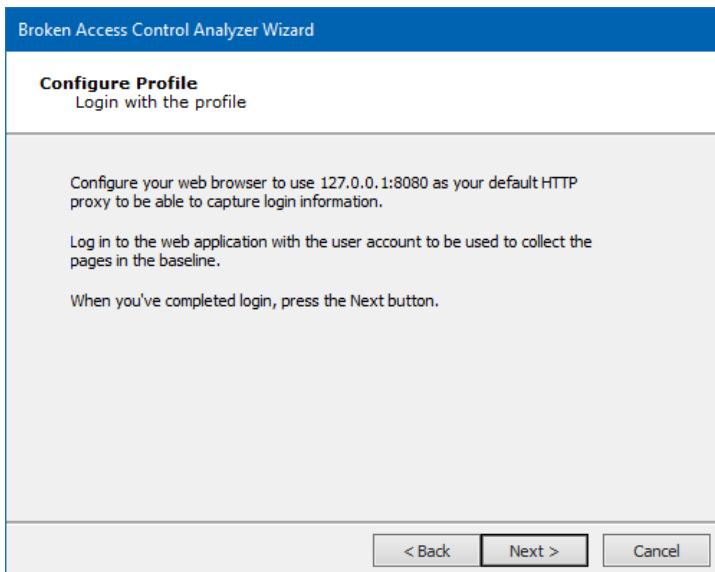 Broken Access Control Analyzer Wizard
Configure Profile
Login with the profile
Configure your web browser to use 127.0.0.1:8080 as your default HTTP
proxy to be able to capture login information.
Log in to the web application with the user account to be used to collect the
pages in the baseline.
When you've completed login, press the Next button.
< Back Next > Cancel